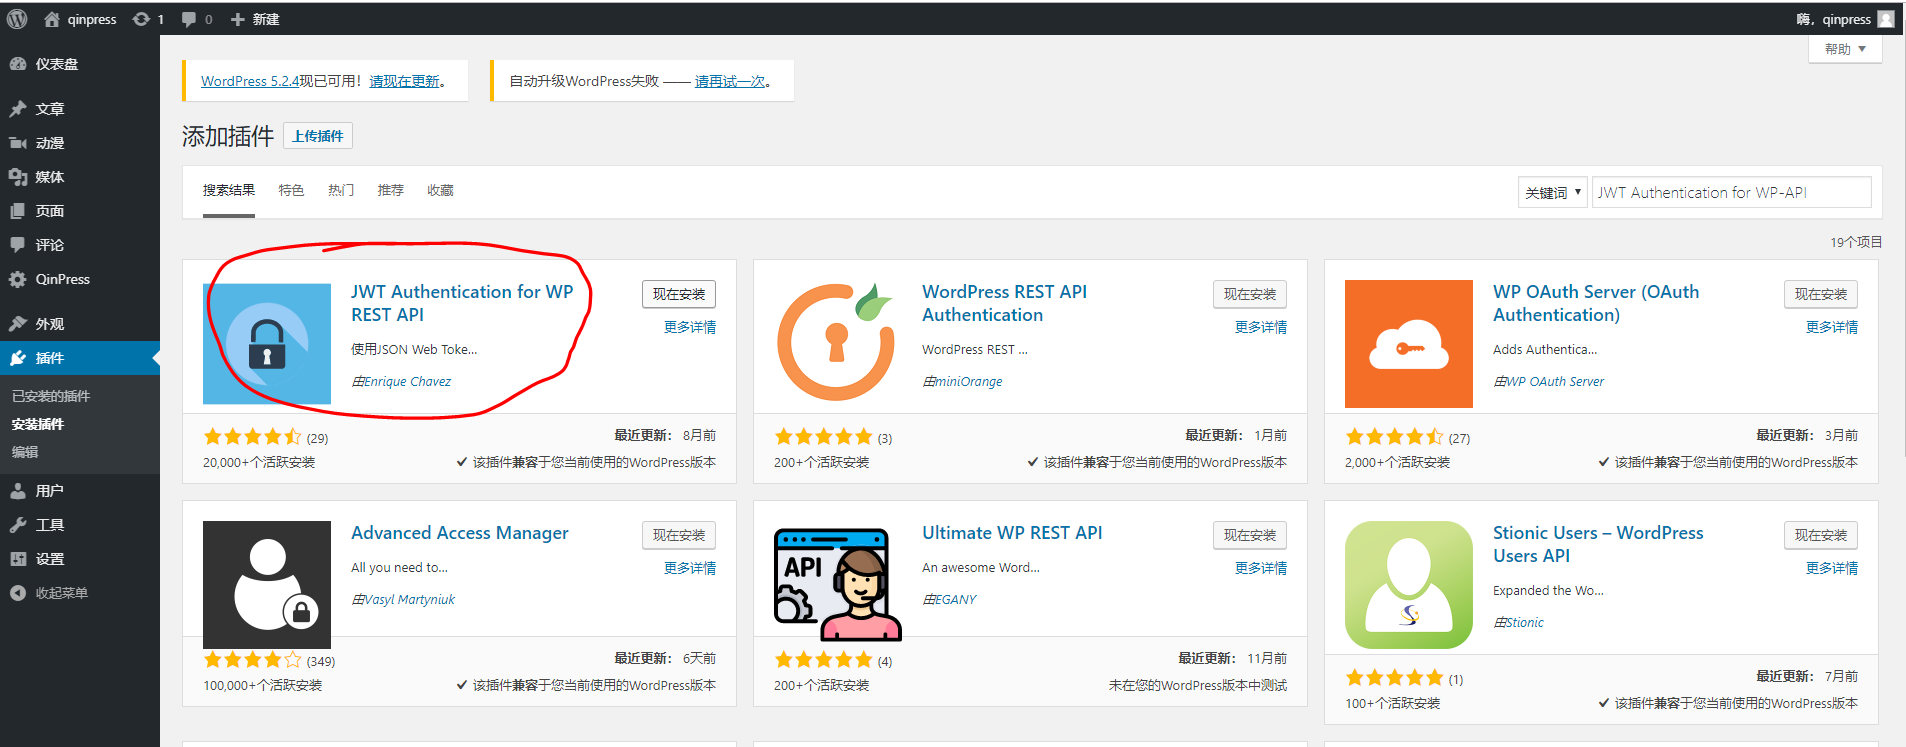 qinpress 1 0 新建 嗨，qinpress
帮助
仪表盘
文章
动漫
媒体
页面
评论
QinPress
外观
插件
已安装的插件
安装插件
编辑
用户
工具
设置
收起菜单
WordPress 5.2.4现已可用！请现在更新。
自动升级WordPress失败 —— 请再试一次。
添加插件 上传插件
搜索结果 特色 热门 推荐 收藏 关键词 JWT Authentication for WP-API
19个项目
JWT Authentication for WP
REST API
现在安装
更多详情
使用JSON Web Toke...
由Enrique Chavez
(29) 最近更新： 8月前
20,000+个活跃安装 该插件兼容于您当前使用的WordPress版本
WordPress REST API
Authentication
现在安装
更多详情
WordPress REST ...
由miniOrange
(3) 最近更新： 1月前
200+个活跃安装 该插件兼容于您当前使用的WordPress版本
WP OAuth Server (OAuth
Authentication)
现在安装
更多详情
Adds Authentica...
由WP OAuth Server
(27) 最近更新： 3月前
2,000+个活跃安装 该插件兼容于您当前使用的WordPress版本
Advanced Access Manager
现在安装
更多详情
All you need to...
由Vasyl Martyniuk
(349) 最近更新： 6天前
100,000+个活跃安装 该插件兼容于您当前使用的WordPress版本
API
Ultimate WP REST API
现在安装
更多详情
An awesome Word...
由EGANY
(4) 最近更新： 11月前
200+个活跃安装 未在您的WordPress版本中测试
Stionic Users – WordPress
Users API
现在安装
更多详情
Expanded the Wo...
由Stionic
(1) 最近更新： 7月前
100+个活跃安装 该插件兼容于您当前使用的WordPress版本